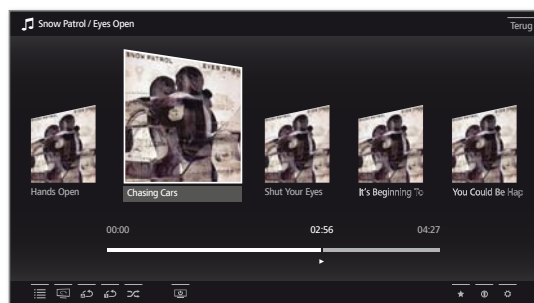 Snow Patrol / Eyes Open
Terug
SNOW PATROL EYES OPEN
Hands Open
Chasing Cars
Shut Your Eyes
It's Beginning To
You Could Be Hap
00:00
02:56
04:27